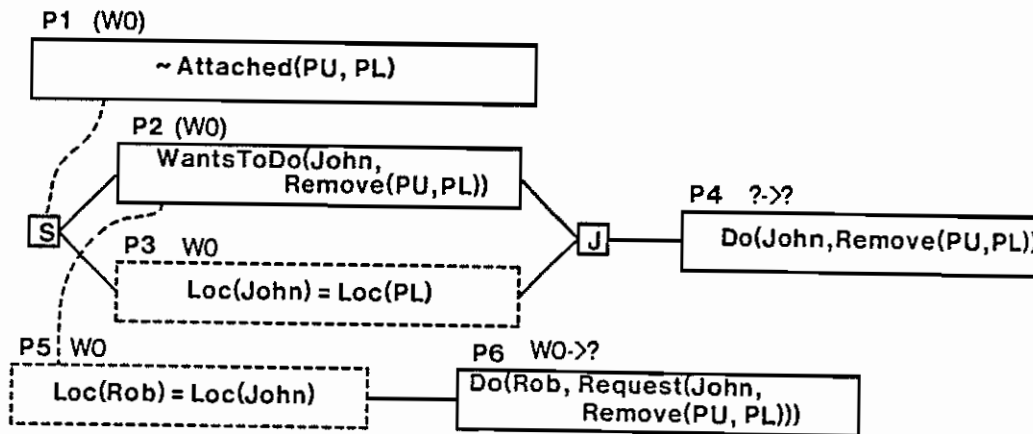 P1 (W0)
~ Attached(PU, PL)
P2 (W0)
WantsToDo(John,
Remove(PU,PL))
S
P3 W0
Loc(John) = Loc(PL)
J
P4 ?->?
Do(John,Remove(PU,PL))
P5 W0
Loc(Rob) = Loc(John)
P6 W0->?
Do(Rob, Request(John,
Remove(PU, PL)))